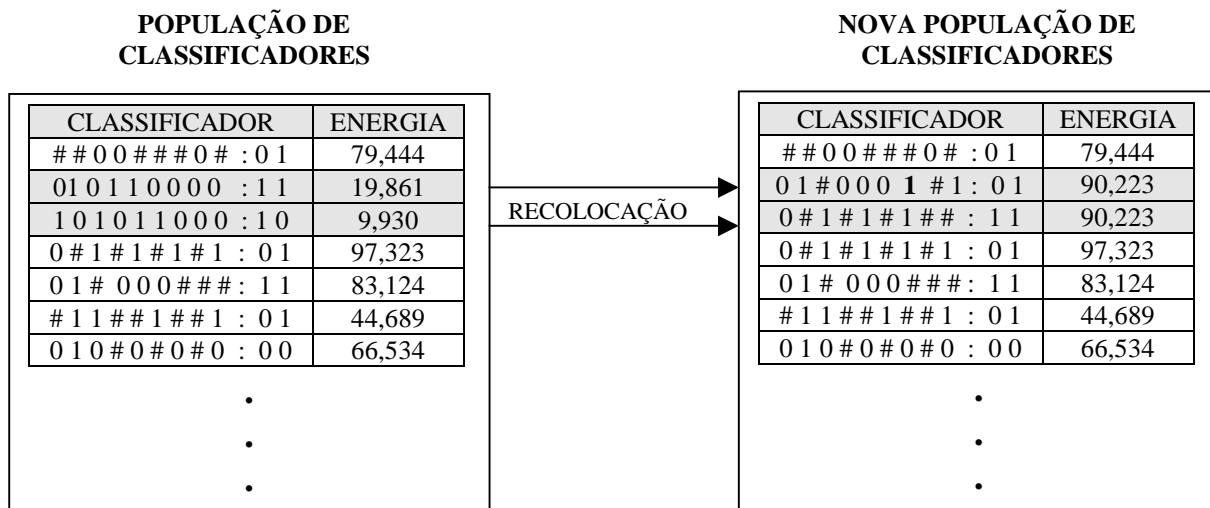 POPULAÇÃO DE
CLASSIFICADORES
CLASSIFICADOR ENERGIA
# # 0 0 # # # 0 # : 0 1 79,444
01 0 1 1 0 0 0 0 : 1 1 19,861
1 0 1 0 1 1 0 0 0 : 1 0 9,930
0 # 1 # 1 # 1 # 1 : 0 1 97,323
0 1 # 0 0 0 # # # : 1 1 83,124
# 1 1 # # 1 # # 1 : 0 1 44,689
0 1 0 # 0 # 0 # 0 : 0 0 66,534
.
.
.
RECOLOCAÇÃO
NOVA POPULAÇÃO DE
CLASSIFICADORES
CLASSIFICADOR ENERGIA
# # 0 0 # # # 0 # : 0 1 79,444
0 1 # 0 0 0 1 # 1 : 0 1 90,223
0 # 1 # 1 # 1 # # : 1 1 90,223
0 # 1 # 1 # 1 # 1 : 0 1 97,323
0 1 # 0 0 0 # # # : 1 1 83,124
# 1 1 # # 1 # # 1 : 0 1 44,689
0 1 0 # 0 # 0 # 0 : 0 0 66,534
.
.
.